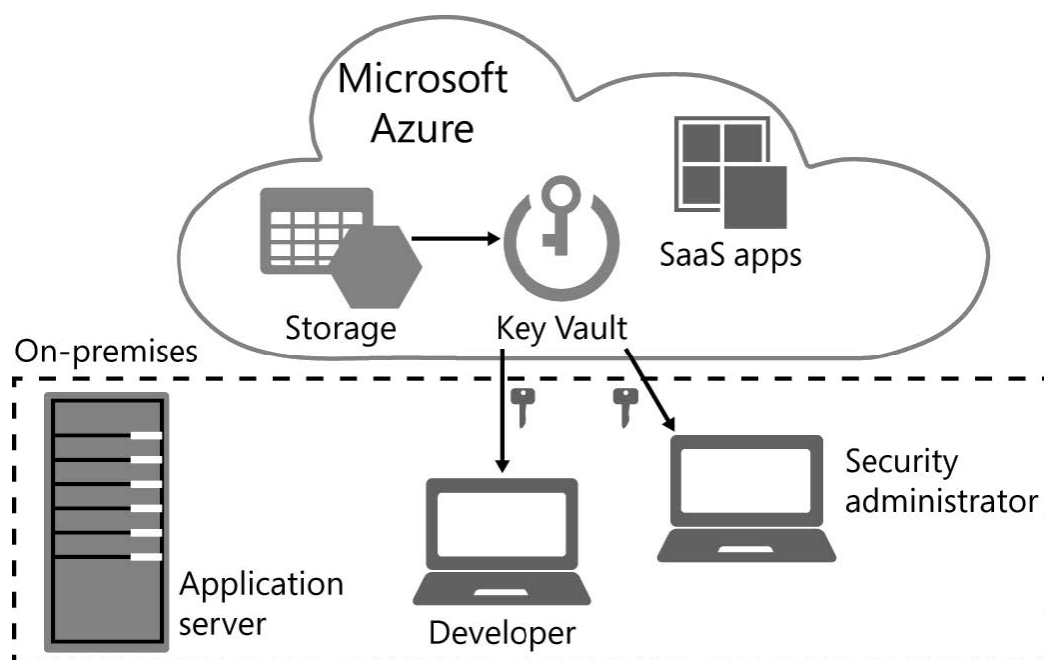 Microsoft
Azure
SaaS apps
Storage
Key Vault
On-premises
Security
administrator
Application
server
Developer